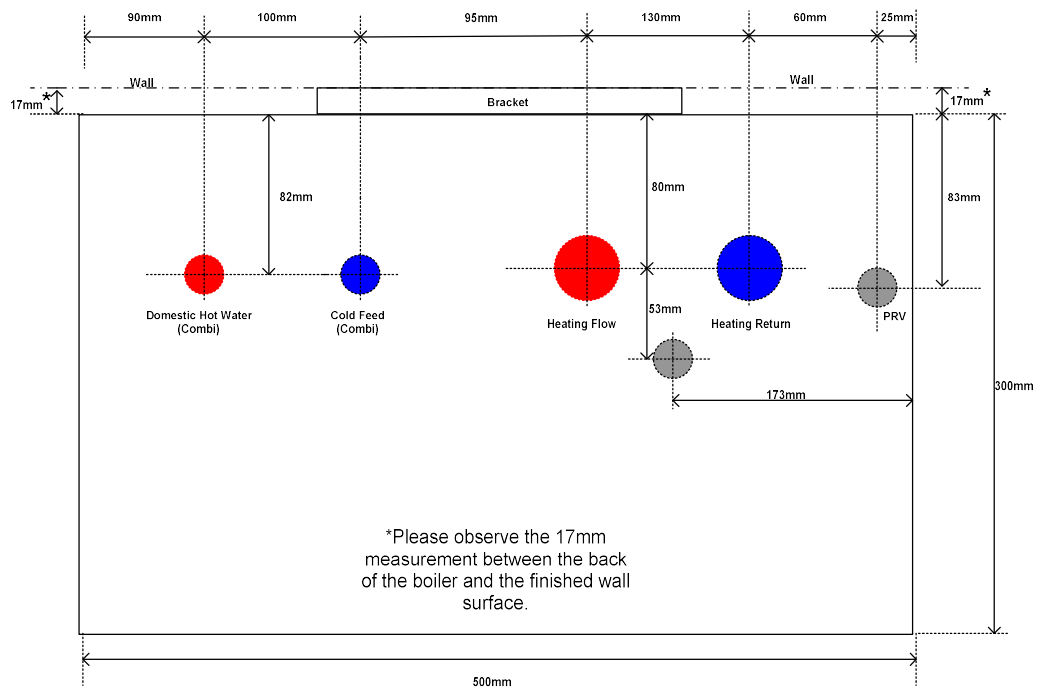 90mm
100mm
95mm
130mm
60mm
25mm
Wall
Wall
17mm*
Bracket
17mm*
82mm
80mm
83mm
Domestic Hot Water
(Combi)
Cold Feed
(Combi)
Heating Flow
53mm
Heating Return
PRV
300mm
173mm
*Please observe the 17mm
measurement between the back
of the boiler and the finished wall
surface.
500mm